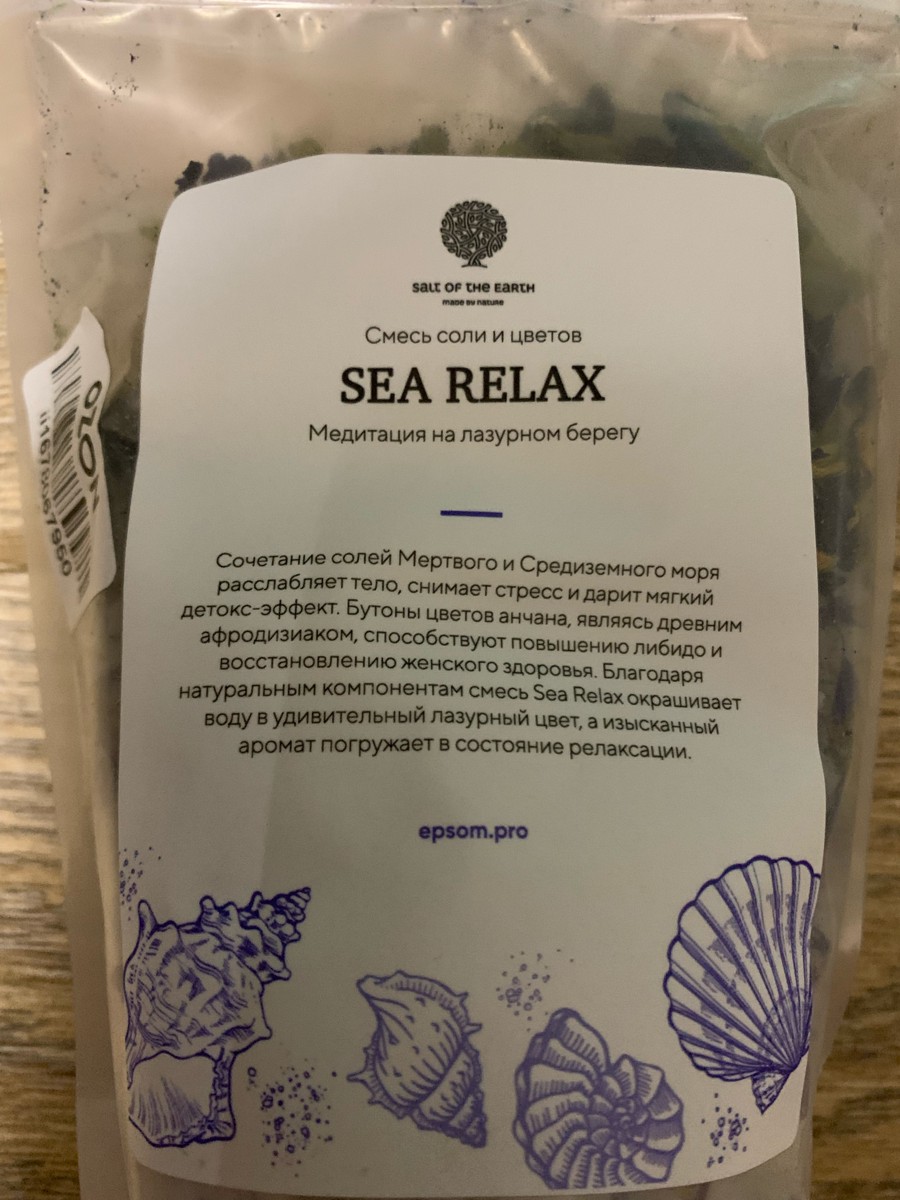 salt of the earth
made by nature
Смесь соли и цветов
SEA RELAX
Медитация на лазурном берегу
Сочетание солей Мертвого и Средиземного моря
расслабляет тело, снимает стресс и дарит мягкий
детокс-эффект. Бутоны цветов анчана, являясь древним
афродизиаком, способствуют повышению либидо и
восстановлению женского здоровья. Благодаря
натуральным компонентам смесь Sea Relax окрашивает
воду в удивительный лазурный цвет, а изысканный
аромат погружает в состояние релаксации.
epsom.pro
OZON